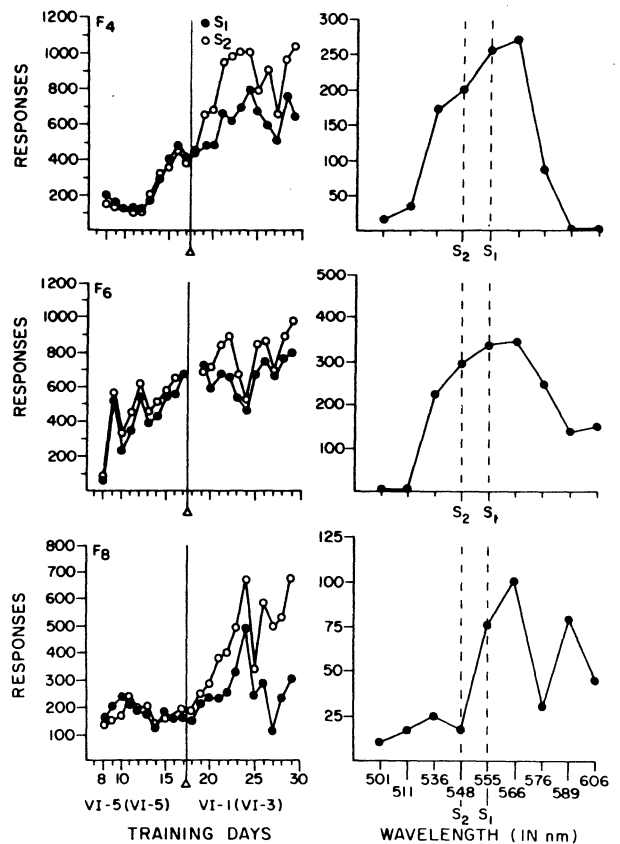 F4
S1
S2
RESPONSES
1200
1000
800
600
400
200
300
250
200
150
100
50
S2 S1
F6
RESPONSES
1200
1000
800
600
400
200
500
400
300
200
100
S2 S1
F8
RESPONSES
800
700
600
500
400
300
200
100
8 10 15 20 25 30
VI-5 (VI-5) VI-1 (VI-3)
TRAINING DAYS
125
100
75
50
25
501 536 555 576 606
511 548 566 589
S2 S1
WAVELENGTH (IN nm)